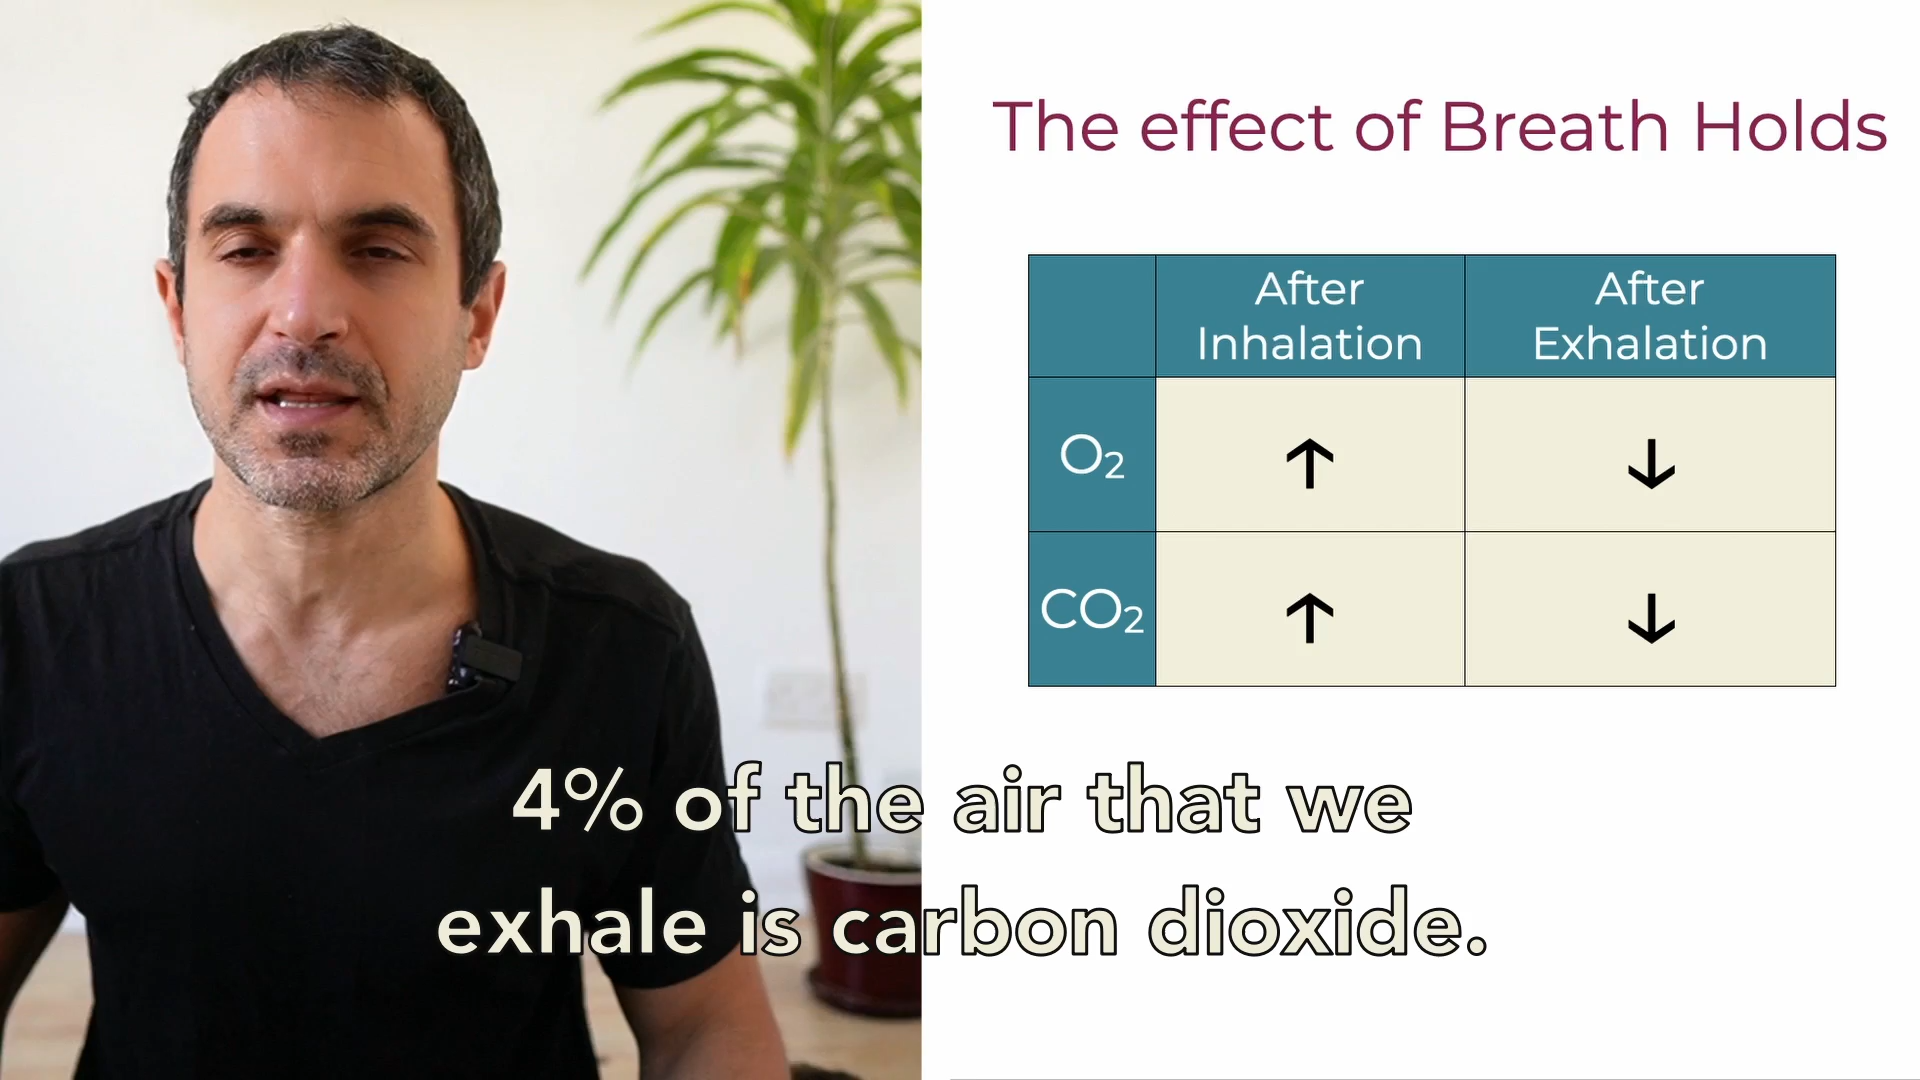 The effect of Breath Holds
After
Inhalation
After
Exhalation
O₂
↑
↓
CO₂
↑
↓
4% of the air that we
exhale is carbon dioxide.